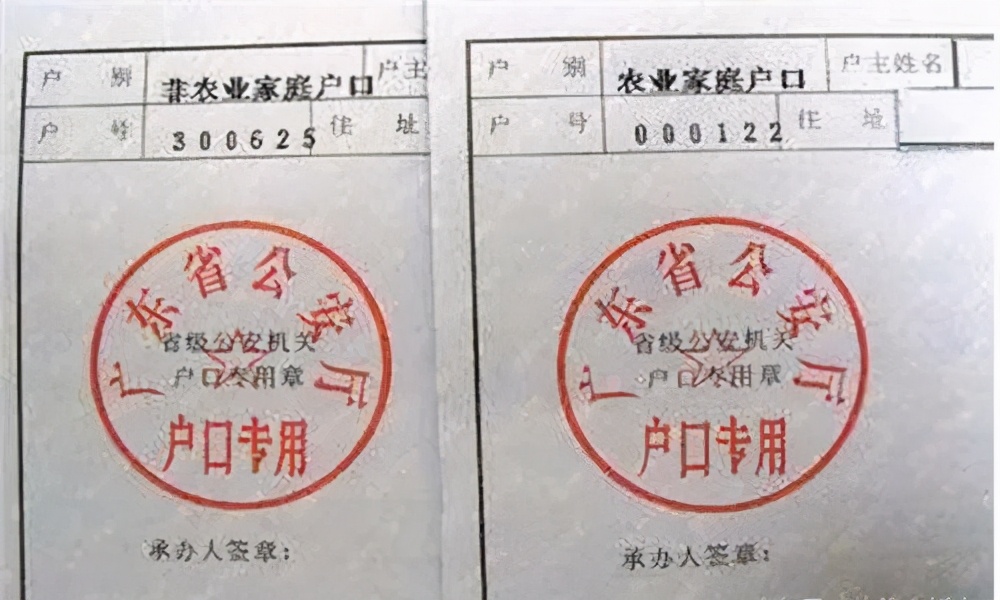 户 别 非农业家庭户口 户主
户 号 300625 住 址
广东省公安厅
省级公安机关
户口专用章
户口专用
承办人签章：
户 别 农业家庭户口 户主姓名
户 号 000122 住 址
广东省公安厅
省级公安机关
户口专用章
户口专用
承办人签章：